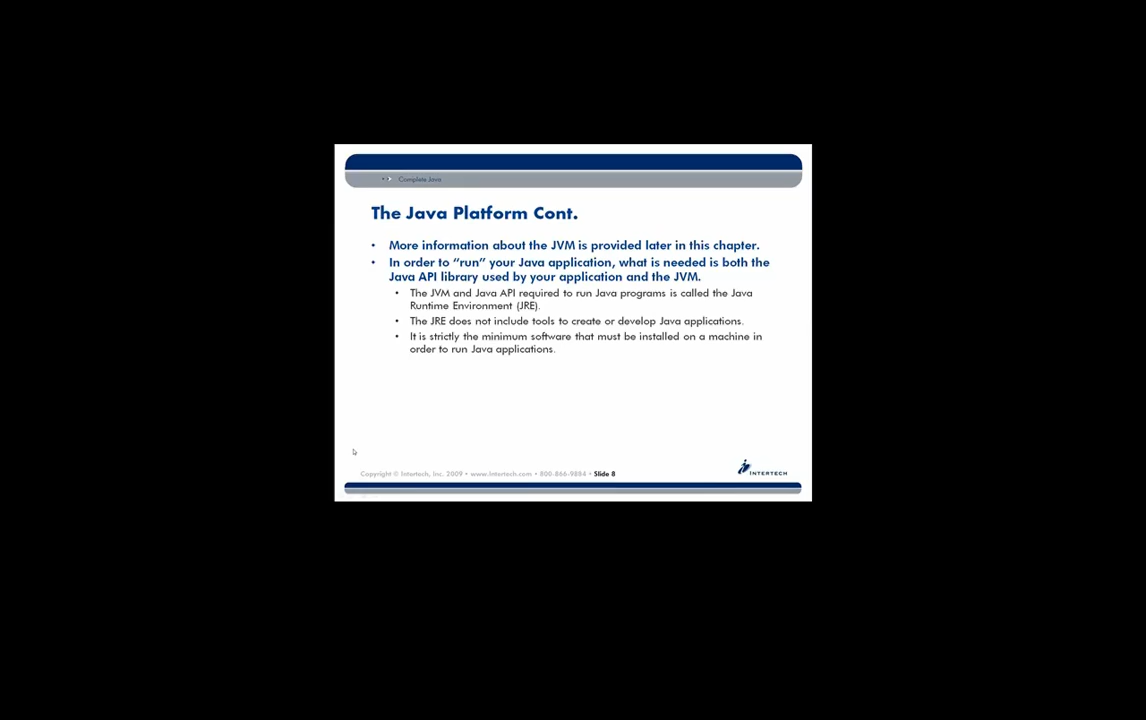 Complete Java
The Java Platform Cont.
• More information about the JVM is provided later in this chapter.
• In order to “run” your Java application, what is needed is both the
Java API library used by your application and the JVM.
• The JVM and Java API required to run Java programs is called the Java
Runtime Environment (JRE).
• The JRE does not include tools to create or develop Java applications.
• It is strictly the minimum software that must be installed on a machine in
order to run Java applications.
Copyright © Intertech, Inc. 2009 • www.Intertech.com • 800-866-9884 • Slide 8
INTERTECH